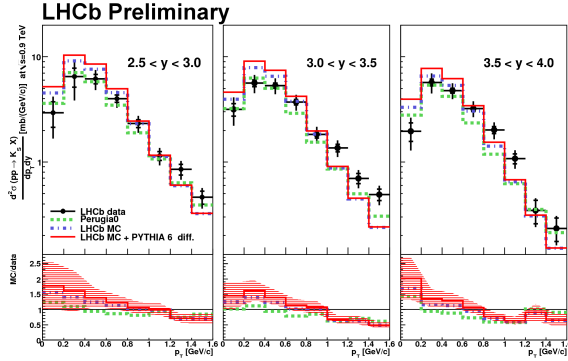 LHCb Preliminary
2.5 < y < 3.0
3.0 < y < 3.5
3.5 < y < 4.0
d²σ (pp → K_S X) / dp_T dy [mb/(GeV/c)] at √s=0.9 TeV
10
1
LHCb data
Perugia0
LHCb MC
LHCb MC + PYTHIA 6 diff.
MC/data
2.5
2
1.5
1
0.5
0
0 0.2 0.4 0.6 0.8 1 1.2 1.4 1.6
0.2 0.4 0.6 0.8 1 1.2 1.4 1.6
0.2 0.4 0.6 0.8 1 1.2 1.4 1.6
p_T [GeV/c]
p_T [GeV/c]
p_T [GeV/c]